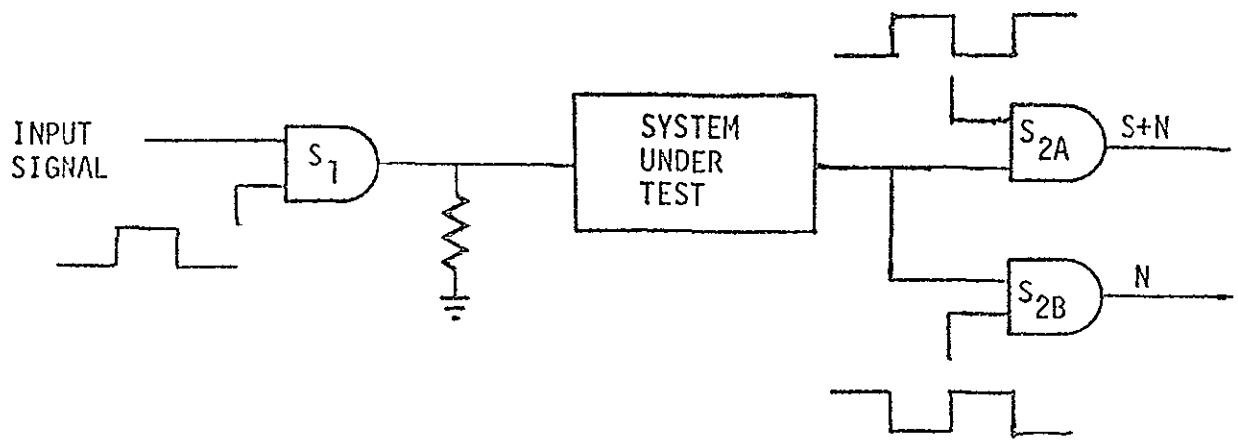 INPUT
SIGNAL
S1
SYSTEM
UNDER
TEST
S2A
S+N
S2B
N